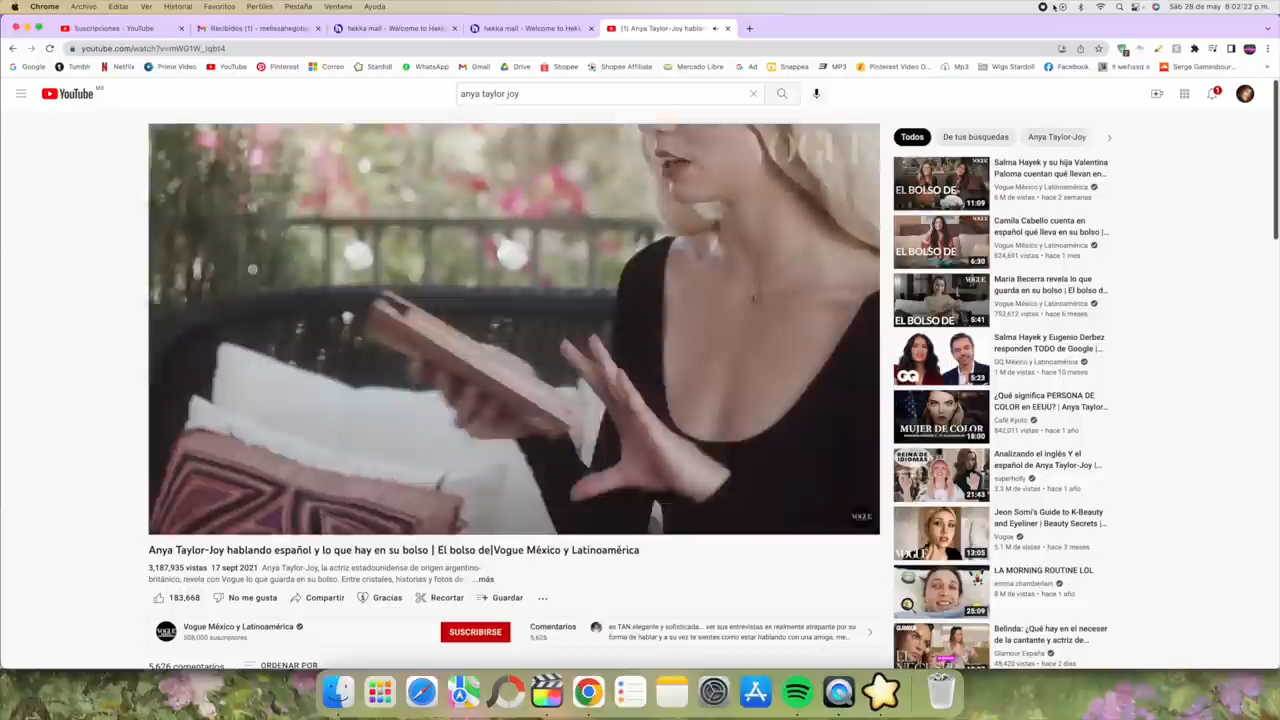 Chrome Archivo Editar Ver Historial Favoritos Perfiles Pestaña Ventana Ayuda
Sáb 28 de may 8:02:22 p.m.
Suscripciones - YouTube
Recibidos (1) - melissahegota
hekka mall - Welcome to Hekk
hekka mall - Welcome to Hekk
(1) Anya Taylor-Joy habland
youtube.com/watch?v=mWG1W_Iqbt4
Google Tumblr Netflix Prime Video YouTube Pinterest Correo Stardoll WhatsApp Gmail Drive Shopee Shopee Affiliate Mercado Libro Ad Snappea MP3 Pinterest Video D... Mp3 Wigs Stardoll Facebook Serge Gamesbour...
YouTube MX
anya taylor joy
Todos De tus búsquedas Anya Taylor-Joy
Salma Hayek y su hija Valentina
Paloma cuentan qué llevan en...
Vogue México y Latinoamérica
6 M de vistas • hace 2 semanas
VOGUE
EL BOLSO DE
11:09
Camila Cabello cuenta en
español qué lleva en su bolso |...
Vogue México y Latinoamérica
624,691 vistas • hace 1 mes
VOGUE
EL BOLSO DE
6:30
María Becerra revela lo que
guarda en su bolso | El bolso d...
Vogue México y Latinoamérica
752,612 vistas • hace 6 meses
VOGUE
EL BOLSO DE
5:41
Salma Hayek y Eugenio Derbez
responden TODO de Google |...
GQ México y Latinoamérica
1 M de vistas • hace 10 meses
GQ
5:23
¿Qué significa PERSONA DE
COLOR en EEUU? | Anya Taylor...
Café Kyoto
842,011 vistas • hace 1 año
MUJER DE COLOR
18:00
Analizando el inglés Y el
español de Anya Taylor-Joy |...
superholly
3.3 M de vistas • hace 1 año
REINA DE
IDIOMAS
21:43
Jeon Somi's Guide to K-Beauty
and Eyeliner | Beauty Secrets |...
Vogue
5.1 M de vistas • hace 3 meses
VOGUE
13:05
LA MORNING ROUTINE LOL
emma chamberlain
8 M de vistas • hace 1 año
25:09
Belinda: ¿Qué hay en el neceser
de la cantante y actriz de...
Glamour España
48,420 vistas • hace 2 días
GLAMOUR
VOGUE
Anya Taylor-Joy hablando español y lo que hay en su bolso | El bolso de|Vogue México y Latinoamérica
3,187,935 vistas 17 sept 2021 Anya Taylor-Joy, la actriz estadounidense de origen argentino-
británico, revela con Vogue lo que guarda en su bolso. Entre cristales, historias y fotos de ...más
183,668 No me gusta Compartir Gracias Recortar Guardar
Vogue México y Latinoamérica
508,000 suscriptores
SUSCRIBIRSE
Comentarios
5,626
es TAN elegante y sofisticada... ver sus entrevistas es realmente atrapante por su
forma de hablar y a su vez te sientes como estar hablando con una amiga, me...
5,626 comentarios ORDENAR POR